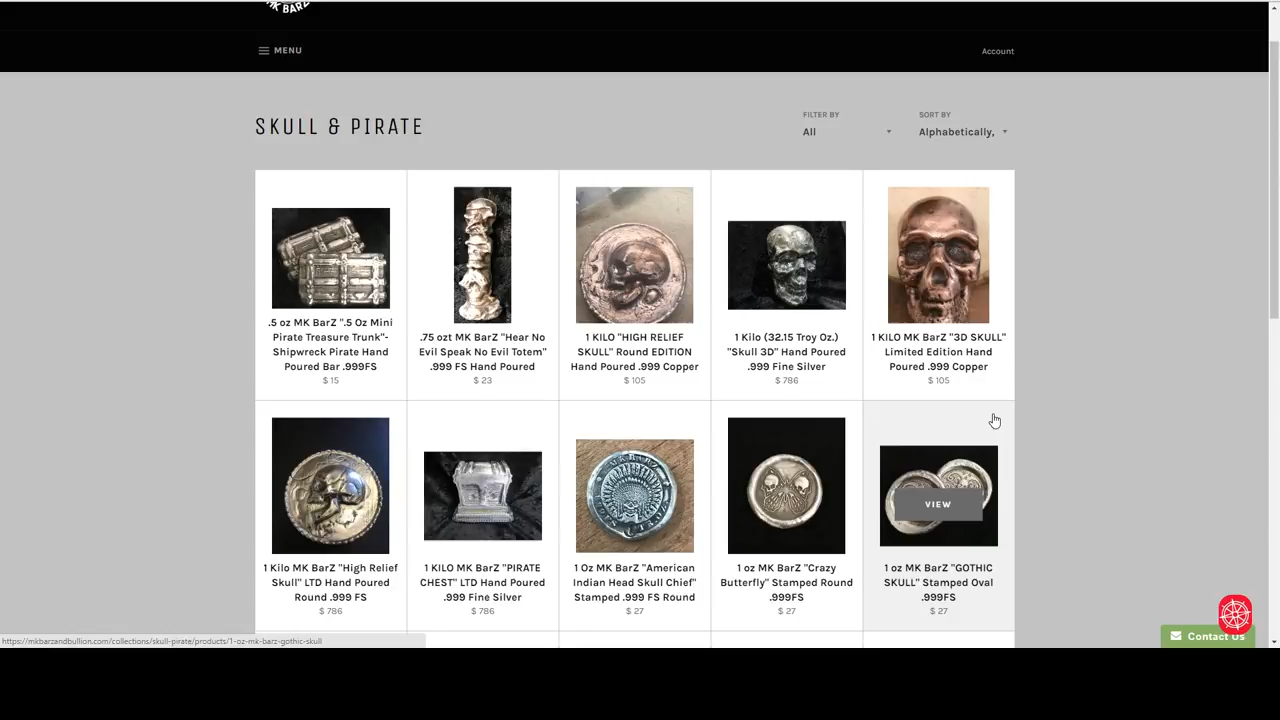 MK BARZ
MENU
Account
SKULL & PIRATE
FILTER BY
All
SORT BY
Alphabetically,
.5 oz MK BarZ ".5 Oz Mini
Pirate Treasure Trunk"-
Shipwreck Pirate Hand
Poured Bar .999FS
$ 15
.75 ozt MK BarZ "Hear No
Evil Speak No Evil Totem"
.999 FS Hand Poured
$ 23
1 KILO "HIGH RELIEF
SKULL" Round EDITION
Hand Poured .999 Copper
$ 105
1 Kilo (32.15 Troy Oz.)
"Skull 3D" Hand Poured
.999 Fine Silver
$ 786
1 KILO MK BarZ "3D SKULL"
Limited Edition Hand
Poured .999 Copper
$ 105
VIEW
1 Kilo MK BarZ "High Relief
Skull" LTD Hand Poured
Round .999 FS
$ 786
1 KILO MK BarZ "PIRATE
CHEST" LTD Hand Poured
.999 Fine Silver
$ 786
MK BARZ
1 Oz MK BarZ "American
Indian Head Skull Chief"
Stamped .999 FS Round
$ 27
1 oz MK BarZ "Crazy
Butterfly" Stamped Round
.999FS
$ 27
1 oz MK BarZ "GOTHIC
SKULL" Stamped Oval
.999FS
$ 27
Contact Us
https://mkbarzandbullion.com/collections/skull-pirate/products/1-oz-mk-barz-gothic-skull